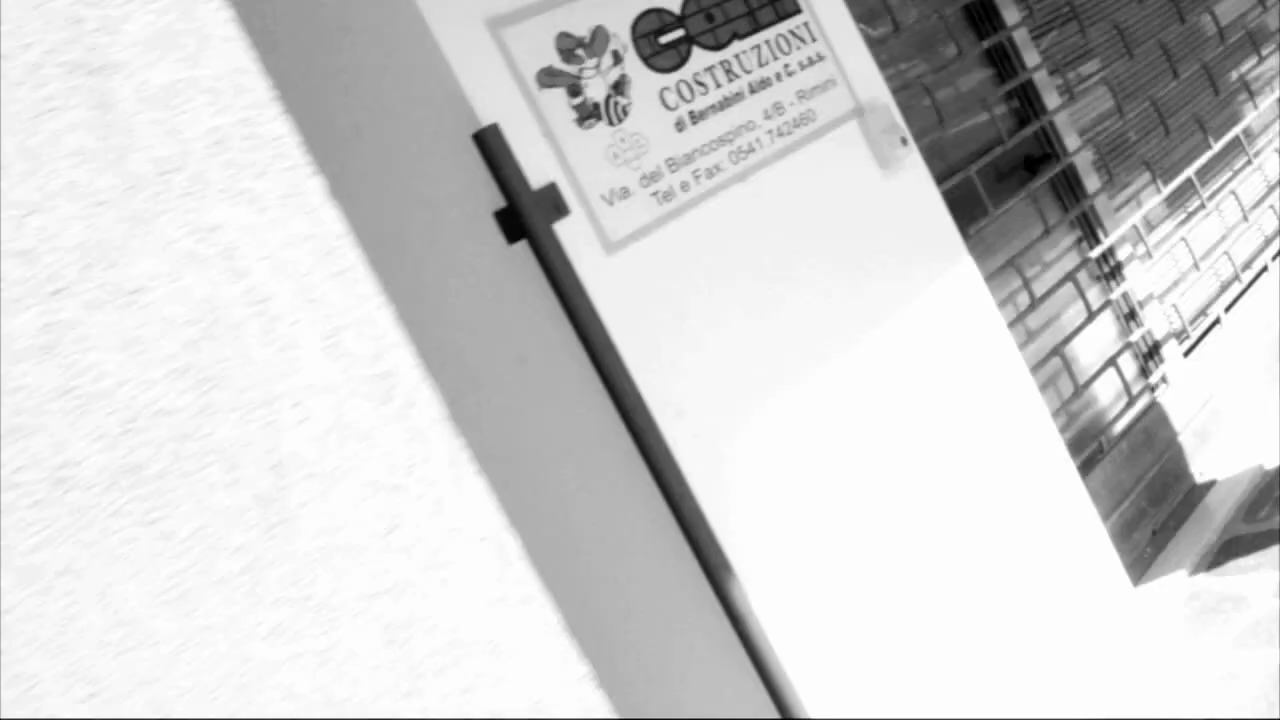 COSTRUZIONI
di Bernabini Aldo e C. s.a.s.
Via. del Biancospino, 4/B - Rimini
Tel e Fax: 0541 742460